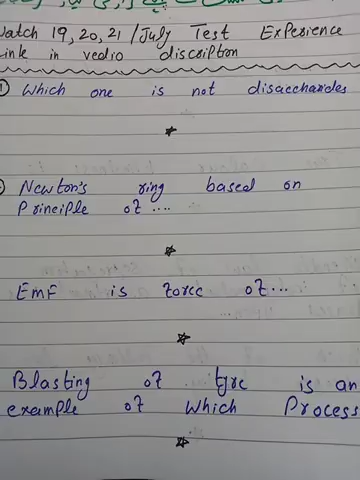 Watch 19, 20, 21 / July Test Experience
Link in vedio discription
Which one is not disaccharides
Newton's ring based on
Principle of ....
EmF is force of ...
Blasting of tyre is an
example of which Process